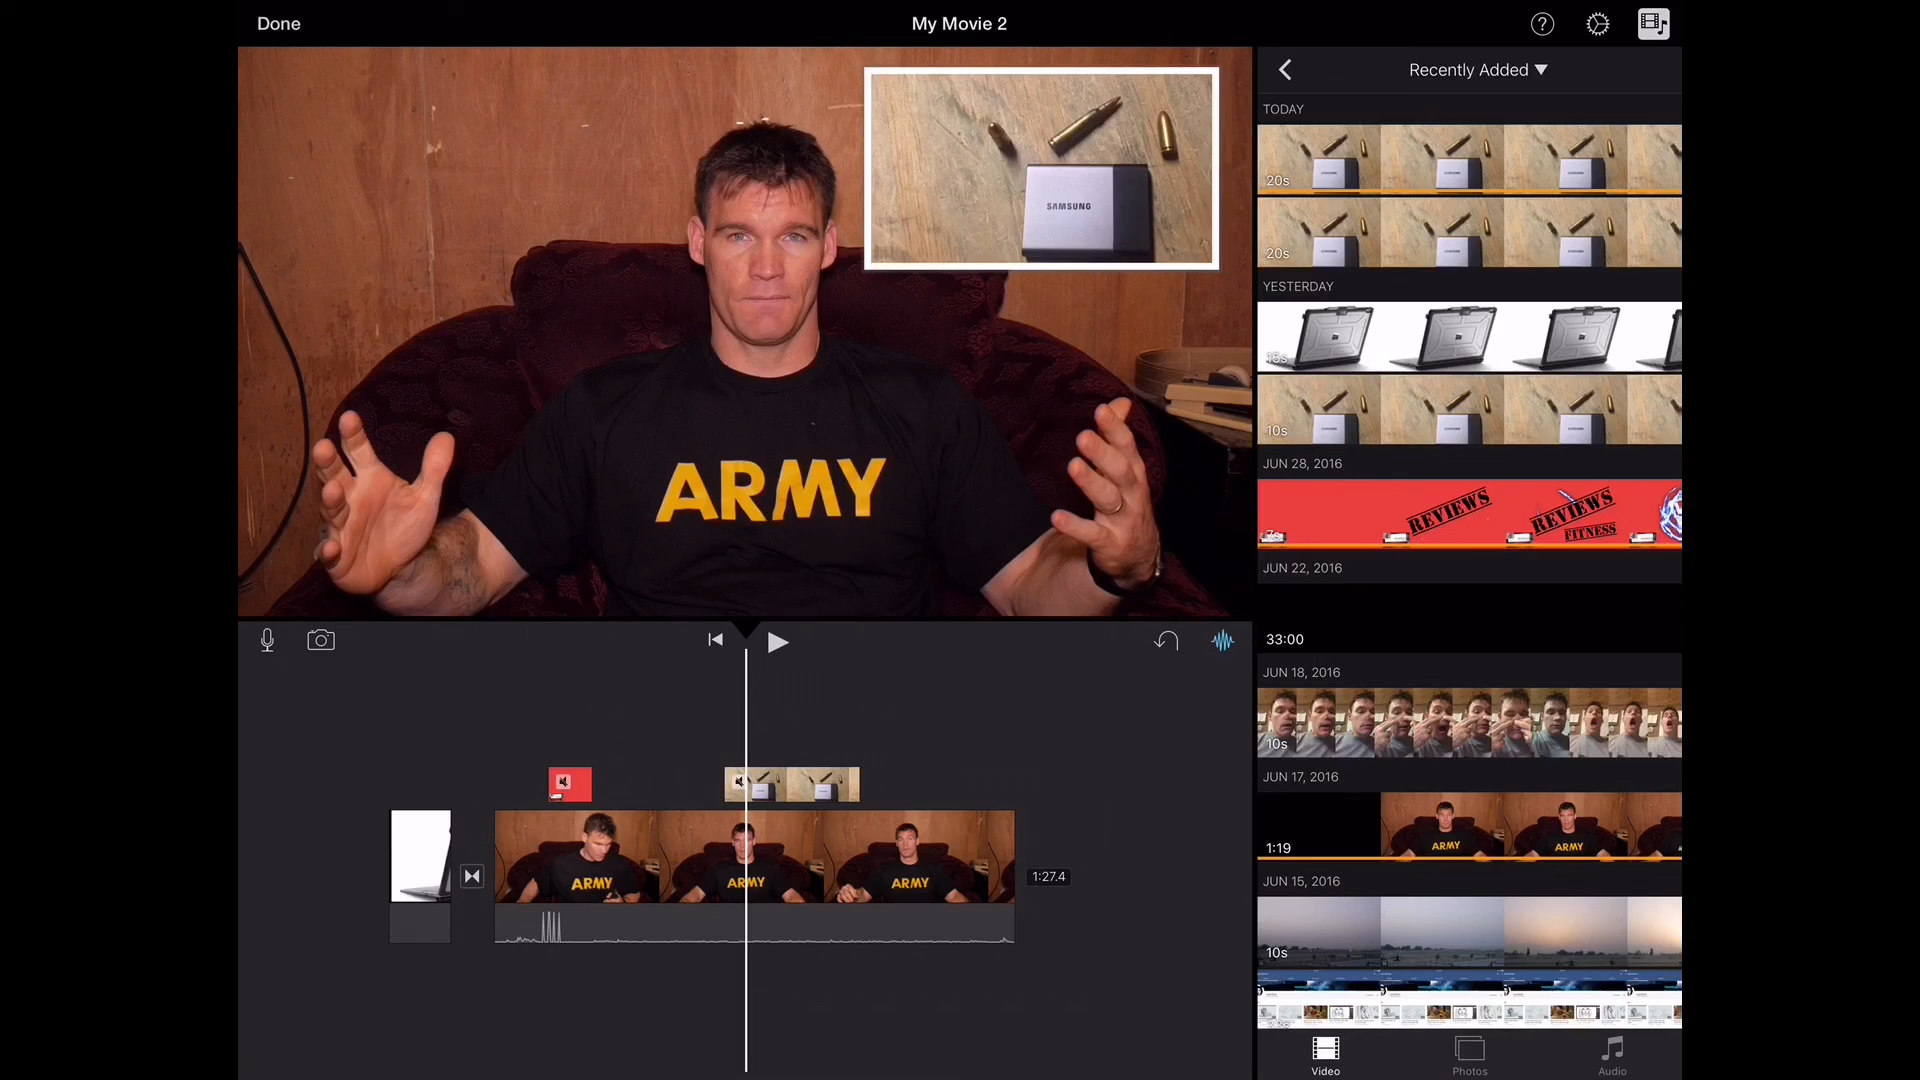 Done
My Movie 2
?
Recently Added ▼
TODAY
20s
20s
SAMSUNG
YESTERDAY
15s
10s
ARMY
JUN 28, 2016
REVIEWS
REVIEWS
FITNESS
7s
JUN 22, 2016
33:00
JUN 18, 2016
10s
JUN 17, 2016
1:19
ARMY
ARMY
JUN 15, 2016
10s
ARMY
ARMY
ARMY
1:27.4
Video
Photos
Audio